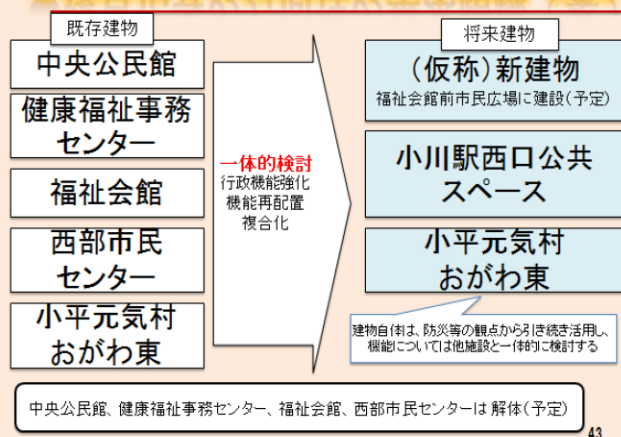 既存建物
将来建物
中央公民館
健康福祉事務
センター
福祉会館
西部市民
センター
小平元気村
おがわ東
一体的検討
行政機能強化
機能再配置
複合化
(仮称)新建物
福祉会館前市民広場に建設(予定)
小川駅西口公共
スペース
小平元気村
おがわ東
建物自体は、防災等の観点から引き続き活用し、
機能については他施設と一体的に検討する
中央公民館、健康福祉事務センター、福祉会館、西部市民センターは 解体(予定)
43